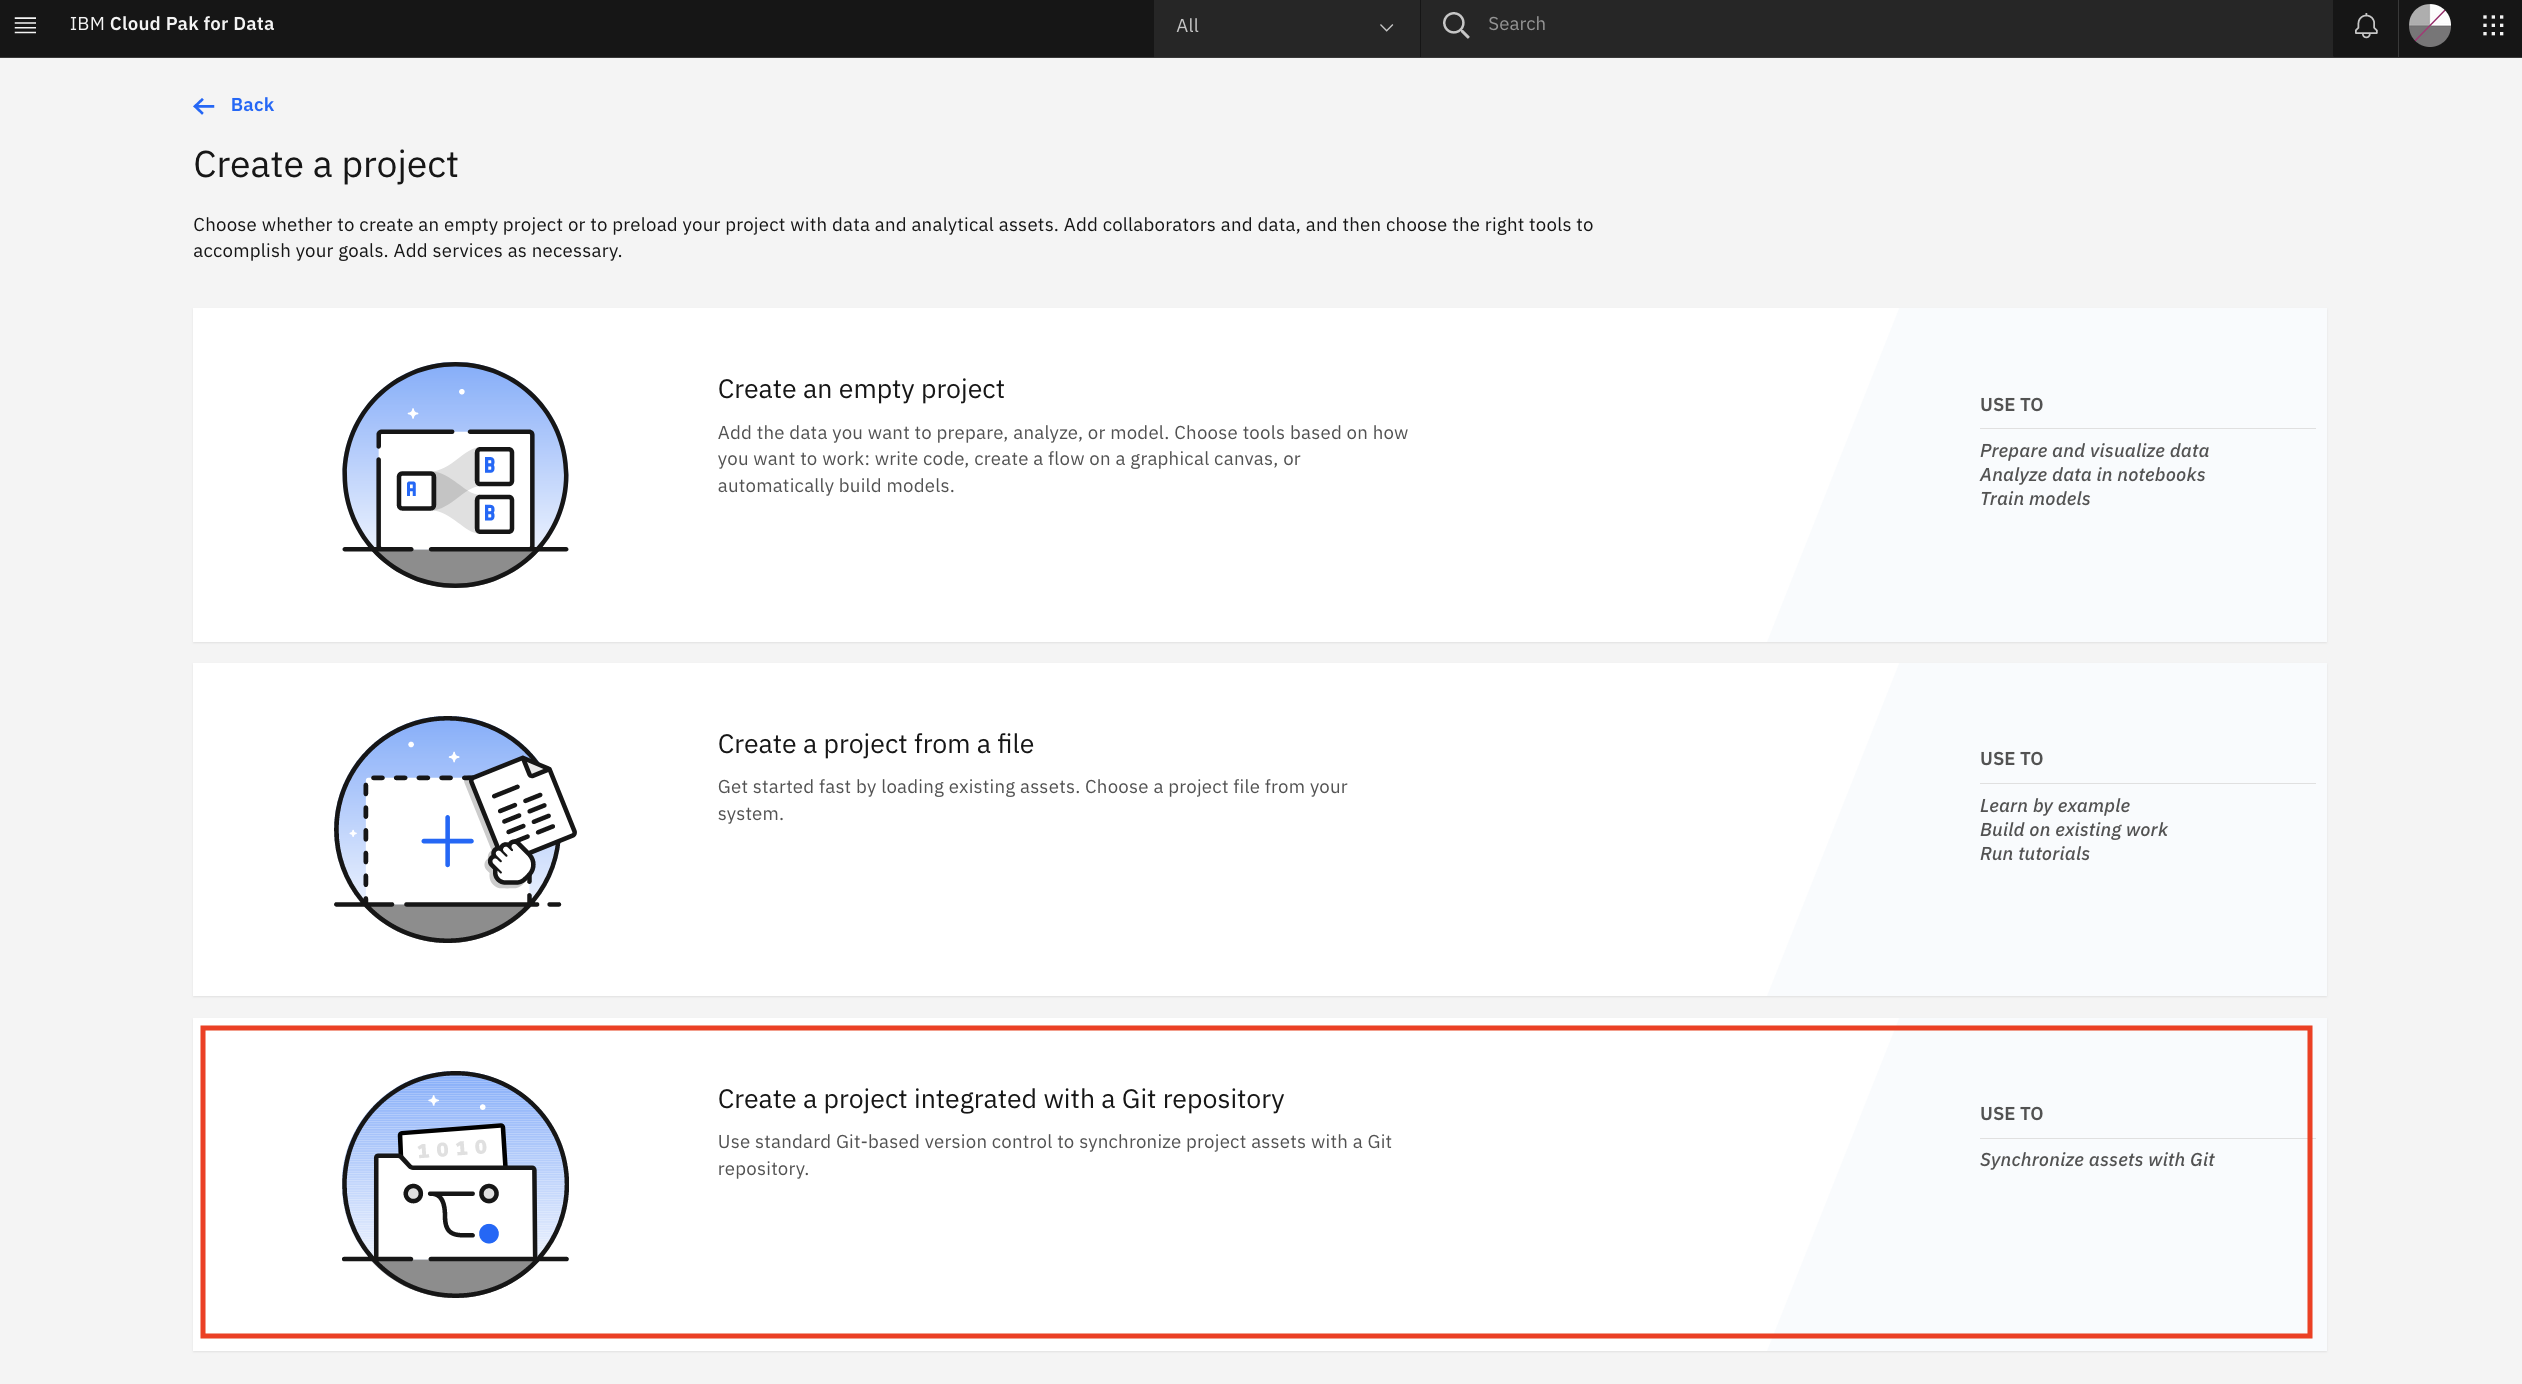 IBM Cloud Pak for Data
All
Search
Back
Create a project
Choose whether to create an empty project or to preload your project with data and analytical assets. Add collaborators and data, and then choose the right tools to
accomplish your goals. Add services as necessary.
A
B
B
Create an empty project
Add the data you want to prepare, analyze, or model. Choose tools based on how
you want to work: write code, create a flow on a graphical canvas, or
automatically build models.
USE TO
Prepare and visualize data
Analyze data in notebooks
Train models
Create a project from a file
Get started fast by loading existing assets. Choose a project file from your
system.
USE TO
Learn by example
Build on existing work
Run tutorials
1010
Create a project integrated with a Git repository
Use standard Git-based version control to synchronize project assets with a Git
repository.
USE TO
Synchronize assets with Git